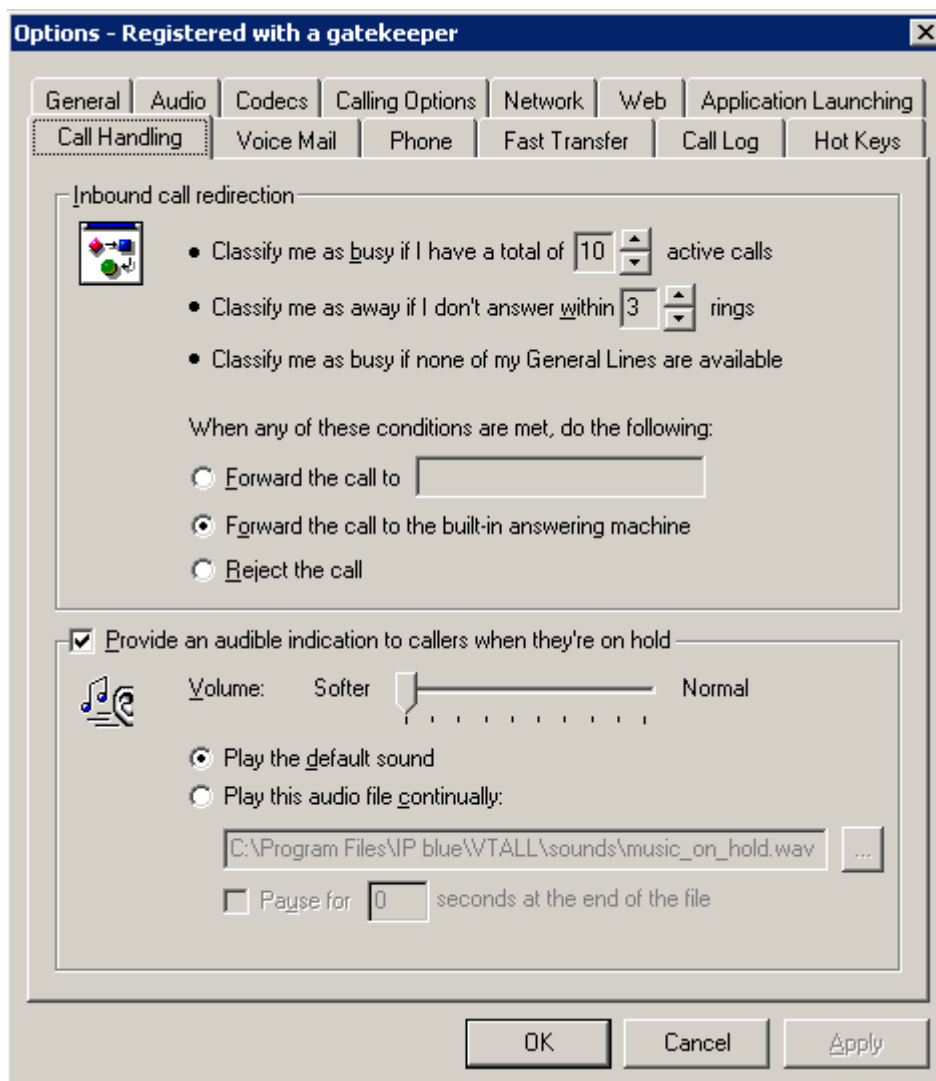 Options - Registered with a gatekeeper
General Audio Codecs Calling Options Network Web Application Launching
Call Handling Voice Mail Phone Fast Transfer Call Log Hot Keys
Inbound call redirection
• Classify me as busy if I have a total of 10 active calls
• Classify me as away if I don't answer within 3 rings
• Classify me as busy if none of my General Lines are available
When any of these conditions are met, do the following:
Forward the call to
Forward the call to the built-in answering machine
Reject the call
Provide an audible indication to callers when they're on hold
Volume: Softer Normal
Play the default sound
Play this audio file continually:
C:\Program Files\IP blue\VTALL\sounds\music_on_hold.wav ...
Pause for 0 seconds at the end of the file
OK Cancel Apply